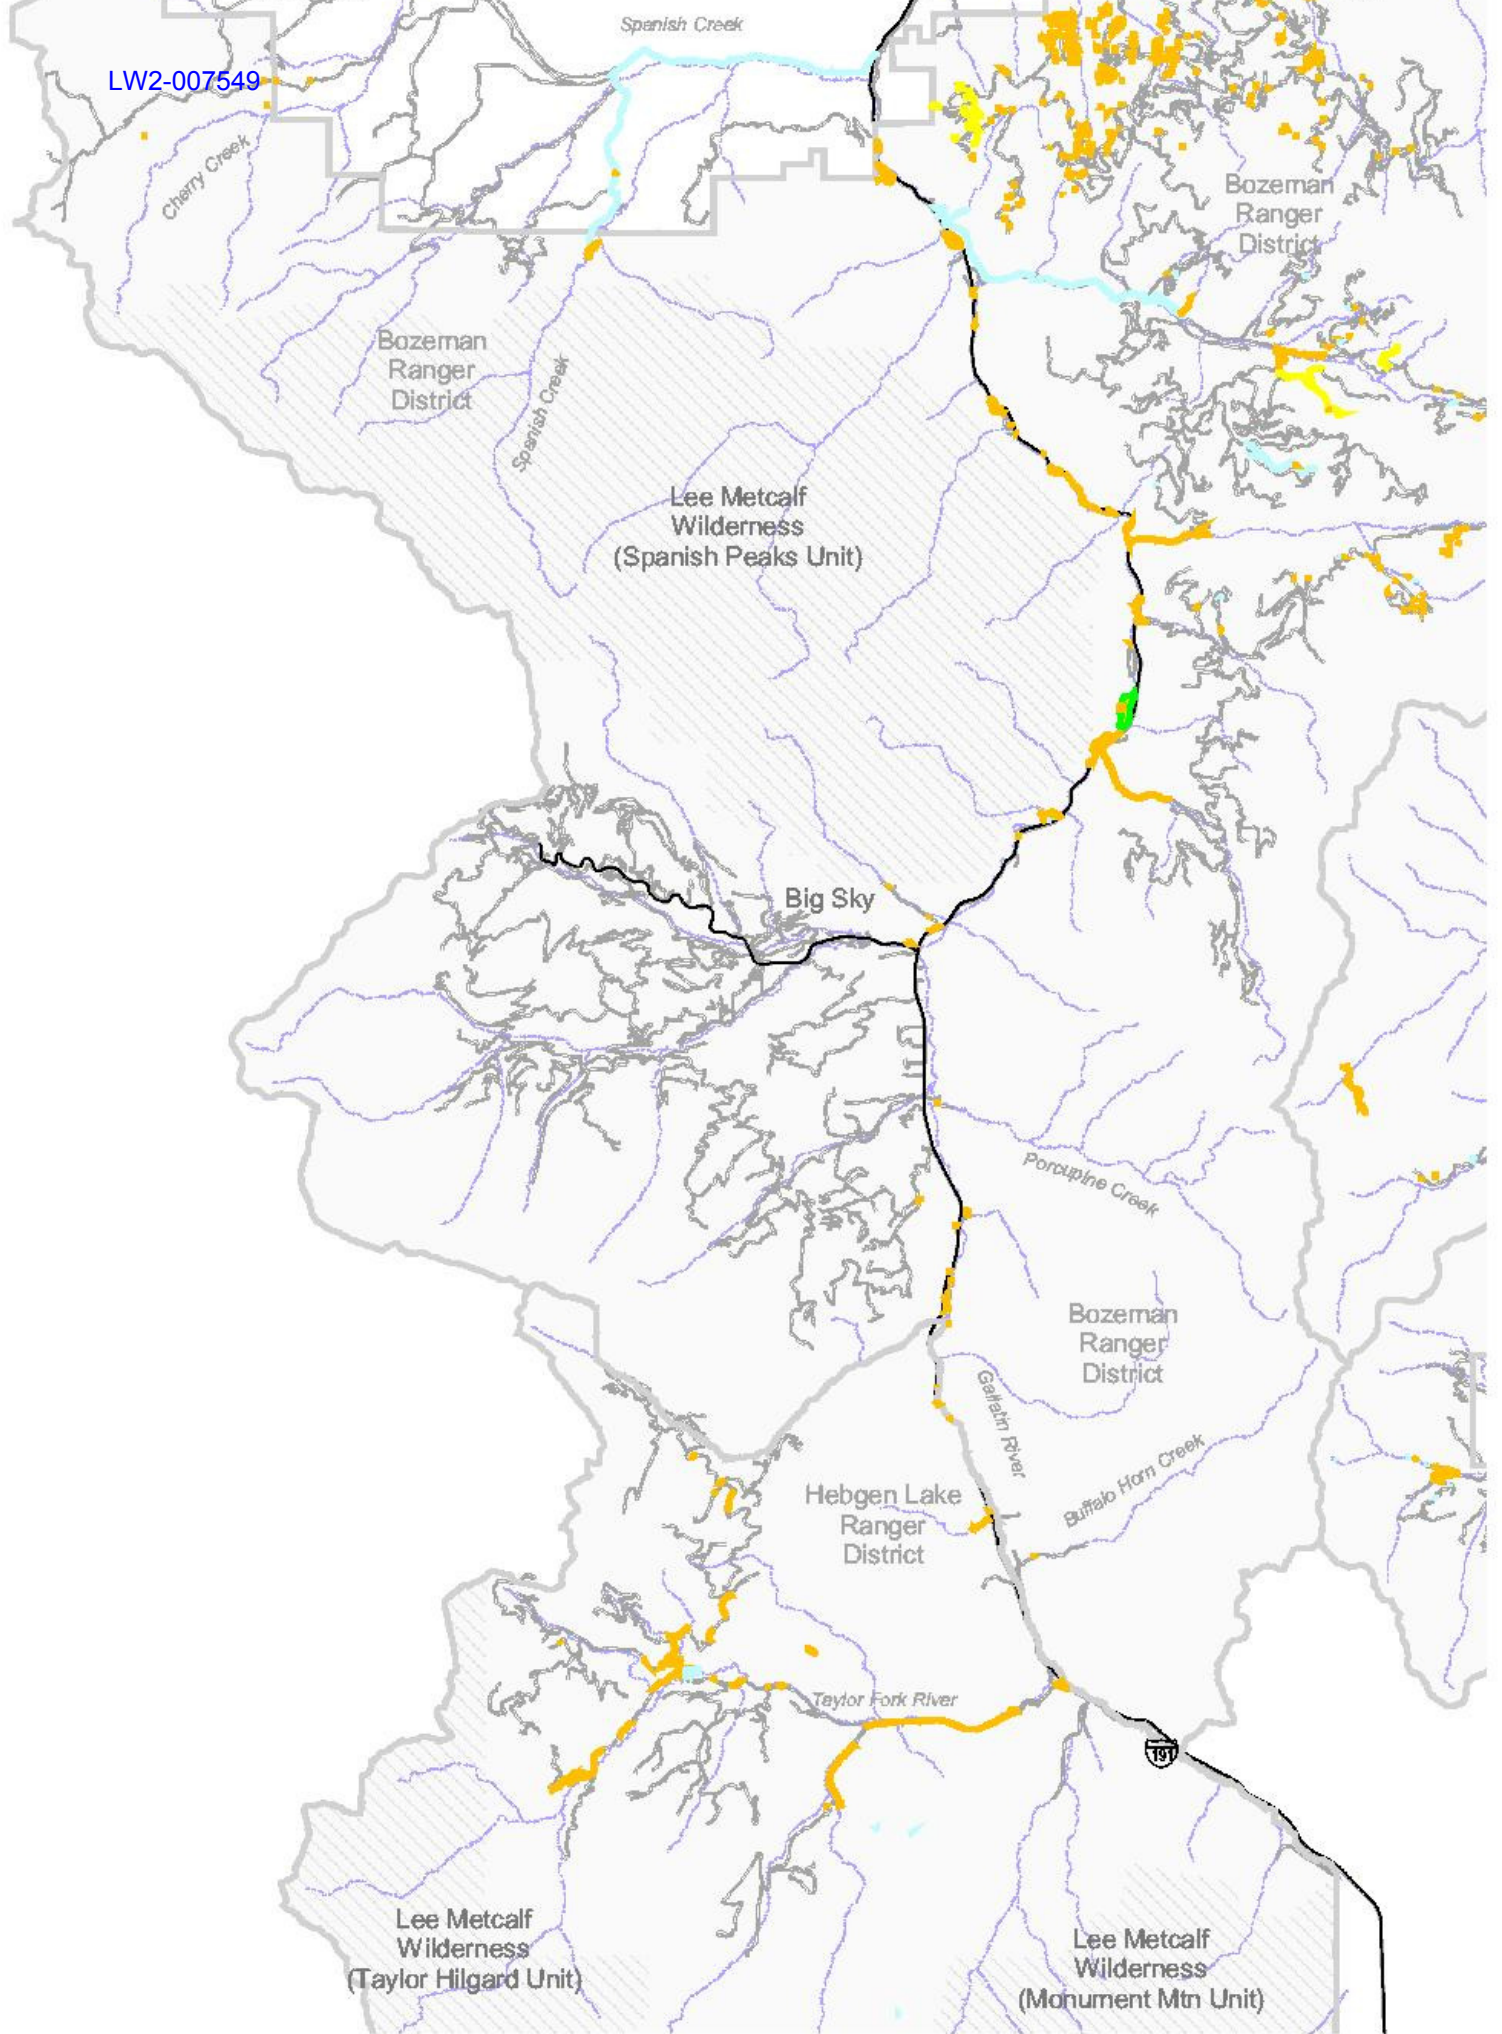 Spanish Creek
LW2-007549
Cherry Creek
Bozeman
Ranger
District
Bozeman
Ranger
District
Spanish Creek
Lee Metcalf
Wilderness
(Spanish Peaks Unit)
Big Sky
Porcupine Creek
Bozeman
Ranger
District
Gallatin River
Buffalo Horn Creek
Hebgen Lake
Ranger
District
Taylor Fork River
191
Lee Metcalf
Wilderness
(Taylor Hilgard Unit)
Lee Metcalf
Wilderness
(Monument Mtn Unit)